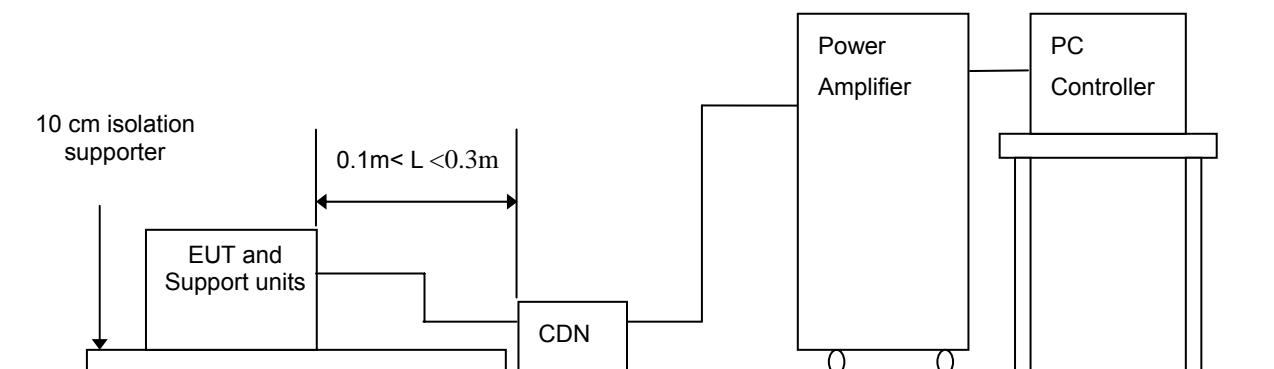 Power
Amplifier
PC
Controller
10 cm isolation
supporter
0.1m< L <0.3m
EUT and
Support units
CDN